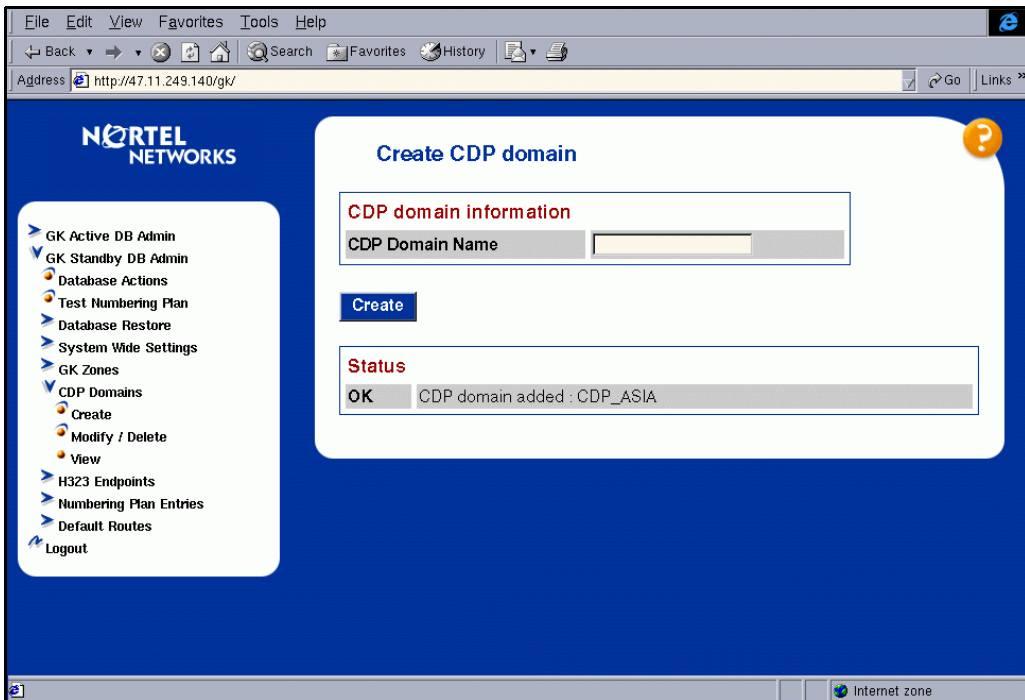 File Edit View Favorites Tools Help
Back Search Favorites History
Address http://47.11.249.140/gk/ Go Links »
NORTEL
NETWORKS
GK Active DB Admin
GK Standby DB Admin
Database Actions
Test Numbering Plan
Database Restore
System Wide Settings
GK Zones
CDP Domains
Create
Modify / Delete
View
H323 Endpoints
Numbering Plan Entries
Default Routes
Logout
?
Create CDP domain
CDP domain information
CDP Domain Name
Create
Status
OK CDP domain added : CDP_ASIA
Internet zone